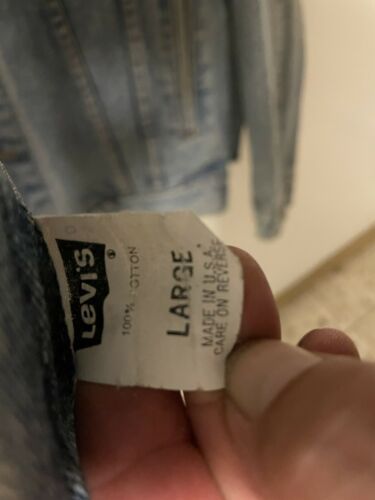 Levi's
®
100% COTTON
LARGE
MADE IN U.S.A.
CARE ON REVERSE